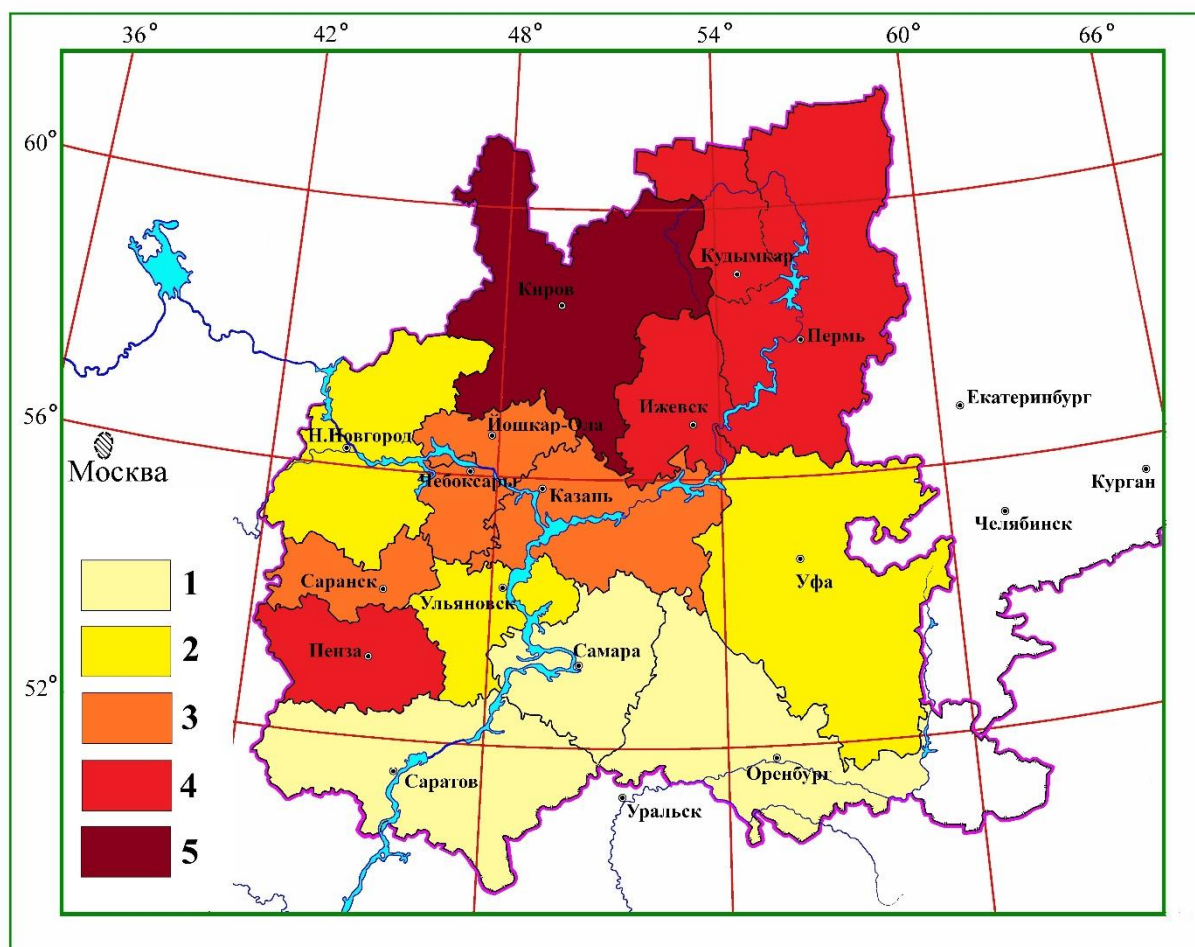 36° 42° 48° 54° 60° 66°
60°
Кудымкар
Киров
Пермь
56°
Екатеринбург
Ижевск
Йошкар-Ола
Н.Новгород
Москва
Чебоксары
Казань
Курган
Челябинск
Уфа
1
Саранск
Ульяновск
2
Пенза
Самара
52°
3
Оренбург
4
Саратов
Уральск
5